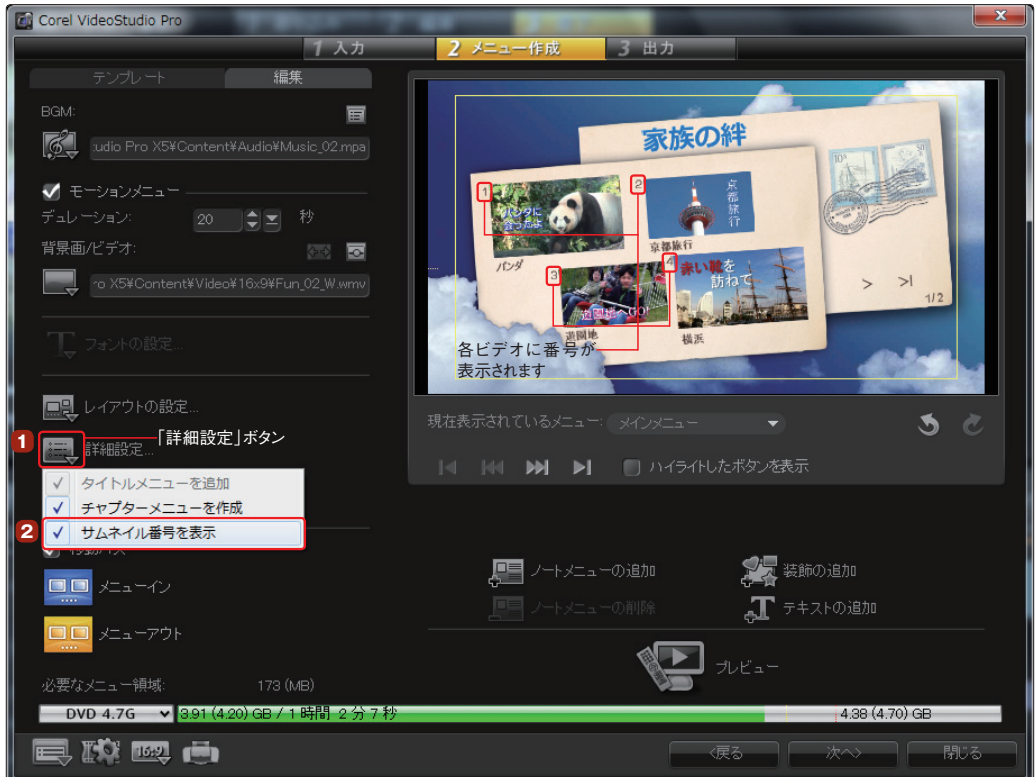 Corel VideoStudio Pro
1 入力
2 メニュー作成
3 出力
テンプレート
編集
BGM:
:udio Pro X5¥Content¥Audio¥Music_02.mpa
モーションメニュー
デュレーション: 20 秒
背景画/ビデオ:
ro X5¥Content¥Video¥16x9¥Fun_02_W.wmv
フォントの設定...
レイアウトの設定...
1
「詳細設定」ボタン
詳細設定...
タイトルメニューを追加
チャプターメニューを作成
2
サムネイル番号を表示
メニューイン
メニューアウト
家族の絆
1
パンダに
会ったよ
パンダ
2
京都旅行
京都旅行
3
遊園地へGO!
遊園地
4
赤い靴を
訪ねて
横浜
> >|
1/2
各ビデオに番号が
表示されます
現在表示されているメニュー: メインメニュー
ハイライトしたボタンを表示
ノートメニューの追加
装飾の追加
ノートメニューの削除
テキストの追加
プレビュー
必要なメニュー領域: 173 (MB)
DVD 4.7G
3.91 (4.20) GB / 1 時間 2 分 7 秒
4.38 (4.70) GB
16:9
<戻る
次へ>
閉じる